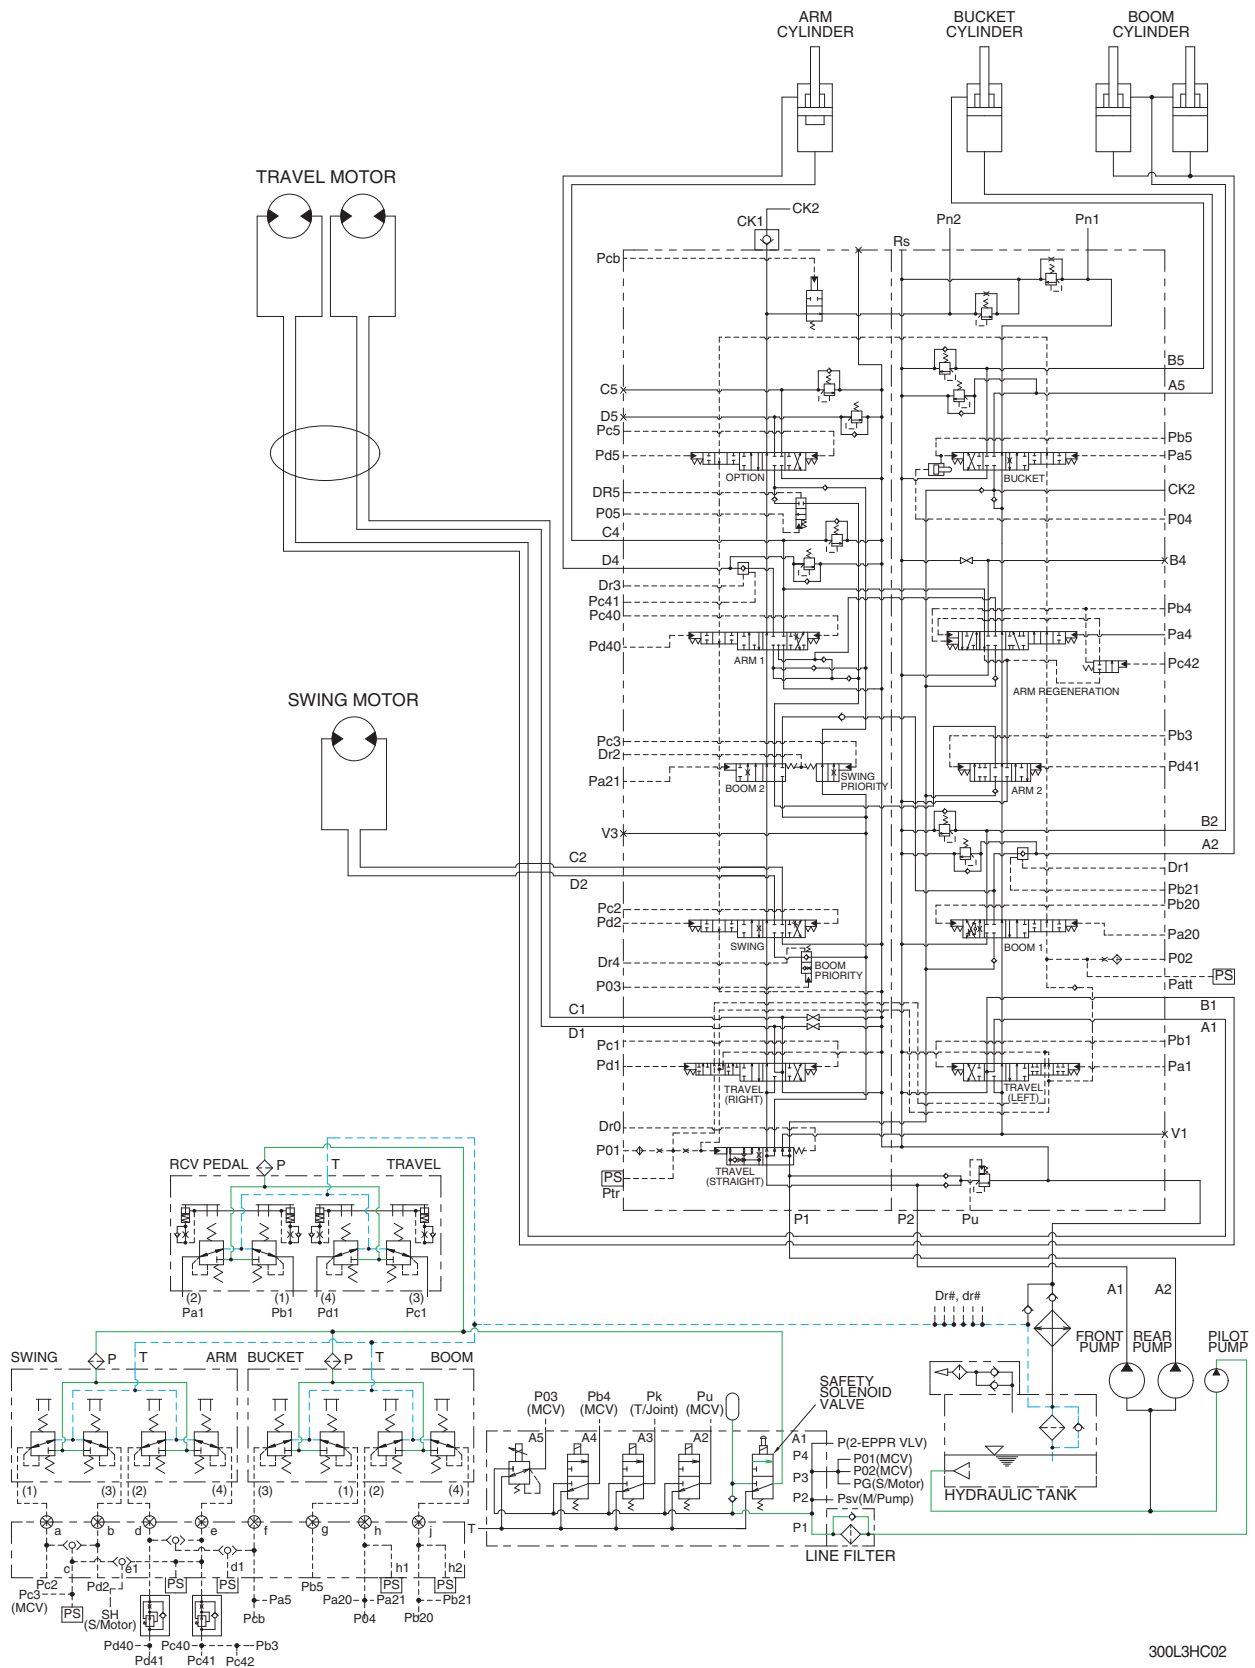 ARM
CYLINDER
BUCKET
CYLINDER
BOOM
CYLINDER
TRAVEL MOTOR
SWING MOTOR
CK1
CK2
Pn2
Pn1
Rs
Pcb
C5
D5
Pc5
Pd5
OPTION
DR5
P05
C4
D4
Dr3
Pc41
Pc40
Pd40
ARM 1
Pc3
Dr2
Pa21
BOOM 2
SWING
PRIORITY
V3
C2
D2
Pc2
Pd2
SWING
Dr4
BOOM
PRIORITY
P03
C1
D1
Pc1
Pd1
TRAVEL
(RIGHT)
Dr0
P01
PS
Ptr
TRAVEL
(STRAIGHT)
B5
A5
Pb5
Pa5
BUCKET
CK2
P04
B4
Pb4
Pa4
Pc42
ARM REGENERATION
Pb3
Pd41
ARM 2
B2
A2
Dr1
Pb21
Pb20
BOOM 1
Pa20
P02
PS
Patt
B1
A1
Pb1
Pa1
TRAVEL
(LEFT)
V1
P1
P2
Pu
RCV PEDAL
P
T
TRAVEL
(2)
(1)
(4)
(3)
Pa1
Pb1
Pd1
Pc1
SWING
P
T
ARM
BUCKET
P
T
BOOM
(1)
(3)
(2)
(4)
(3)
(1)
(2)
(4)
a
b
d
e
f
g
h
j
c
e1
d1
h1
h2
Pc2
Pd2
PS
PS
Pb5
PS
PS
Pc3
(MCV)
PS
SH
(S/Motor)
Pa5
Pcb
Pa20
Pa21
P04
Pb21
Pb20
Pd40
Pd41
Pc40
Pb3
Pc41
Pc42
P03
(MCV)
Pb4
(MCV)
Pk
(T/Joint)
Pu
(MCV)
SAFETY
SOLENOID
VALVE
A5
A4
A3
A2
A1
P4
P3
P2
P1
T
P(2-EPPR VLV)
P01(MCV)
P02(MCV)
PG(S/Motor)
Psv(M/Pump)
LINE FILTER
Dr#, dr#
A1
A2
FRONT
PUMP
REAR
PUMP
PILOT
PUMP
HYDRAULIC TANK
300L3HC02